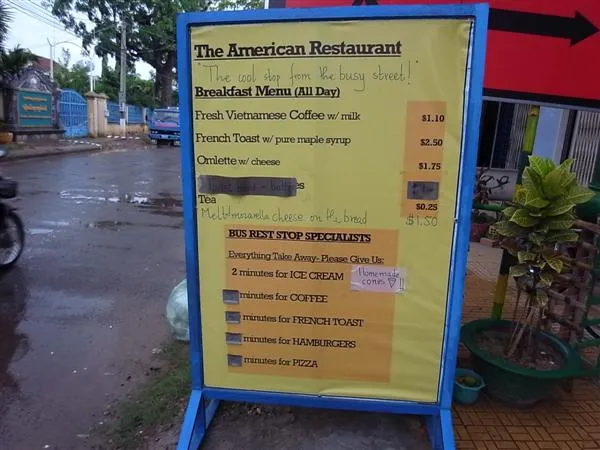 The American Restaurant
"The cool stop from the busy street!"
Breakfast Menu (All Day)
Fresh Vietnamese Coffee w/ milk $1.10
French Toast w/ pure maple syrup $2.50
Omlette w/ cheese $1.75
es
Tea $0.25
Melt mozzarella cheese on the bread $1.50
BUS REST STOP SPECIALISTS
Everything Take Away- Please Give Us:
2 minutes for ICE CREAM Homemade cones !!
minutes for COFFEE
minutes for FRENCH TOAST
minutes for HAMBURGERS
minutes for PIZZA